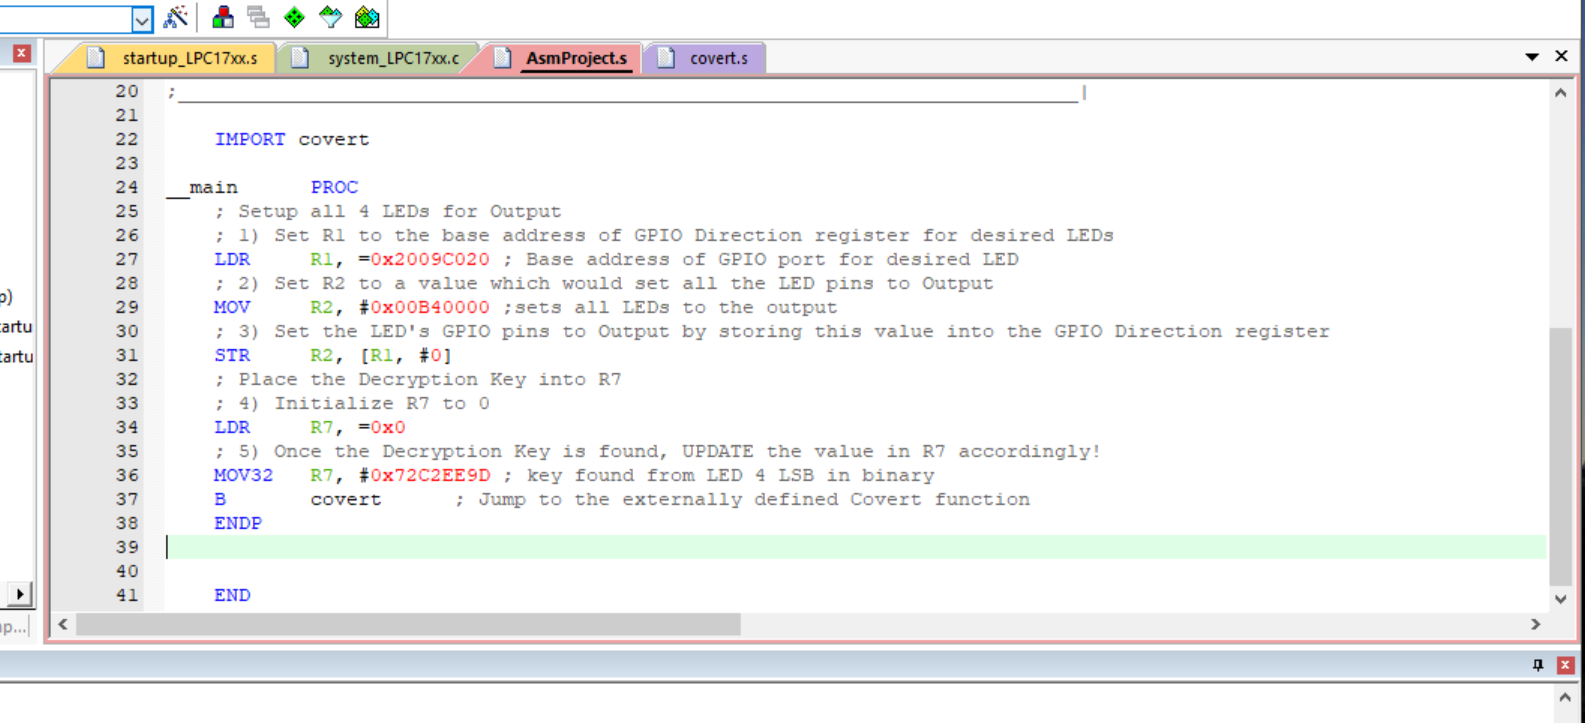 startup_LPC17xx.s system_LPC17xx.c AsmProject.s covert.s
20 ;___________________________________________________________________________|
21
22 IMPORT covert
23
24 __main PROC
25 ; Setup all 4 LEDs for Output
26 ; 1) Set R1 to the base address of GPIO Direction register for desired LEDs
27 LDR R1, =0x2009C020 ; Base address of GPIO port for desired LED
28 ; 2) Set R2 to a value which would set all the LED pins to Output
29 MOV R2, #0x00B40000 ;sets all LEDs to the output
30 ; 3) Set the LED's GPIO pins to Output by storing this value into the GPIO Direction register
31 STR R2, [R1, #0]
32 ; Place the Decryption Key into R7
33 ; 4) Initialize R7 to 0
34 LDR R7, =0x0
35 ; 5) Once the Decryption Key is found, UPDATE the value in R7 accordingly!
36 MOV32 R7, #0x72C2EE9D ; key found from LED 4 LSB in binary
37 B covert ; Jump to the externally defined Covert function
38 ENDP
39
40
41 END
p)
artu
tartu
np...